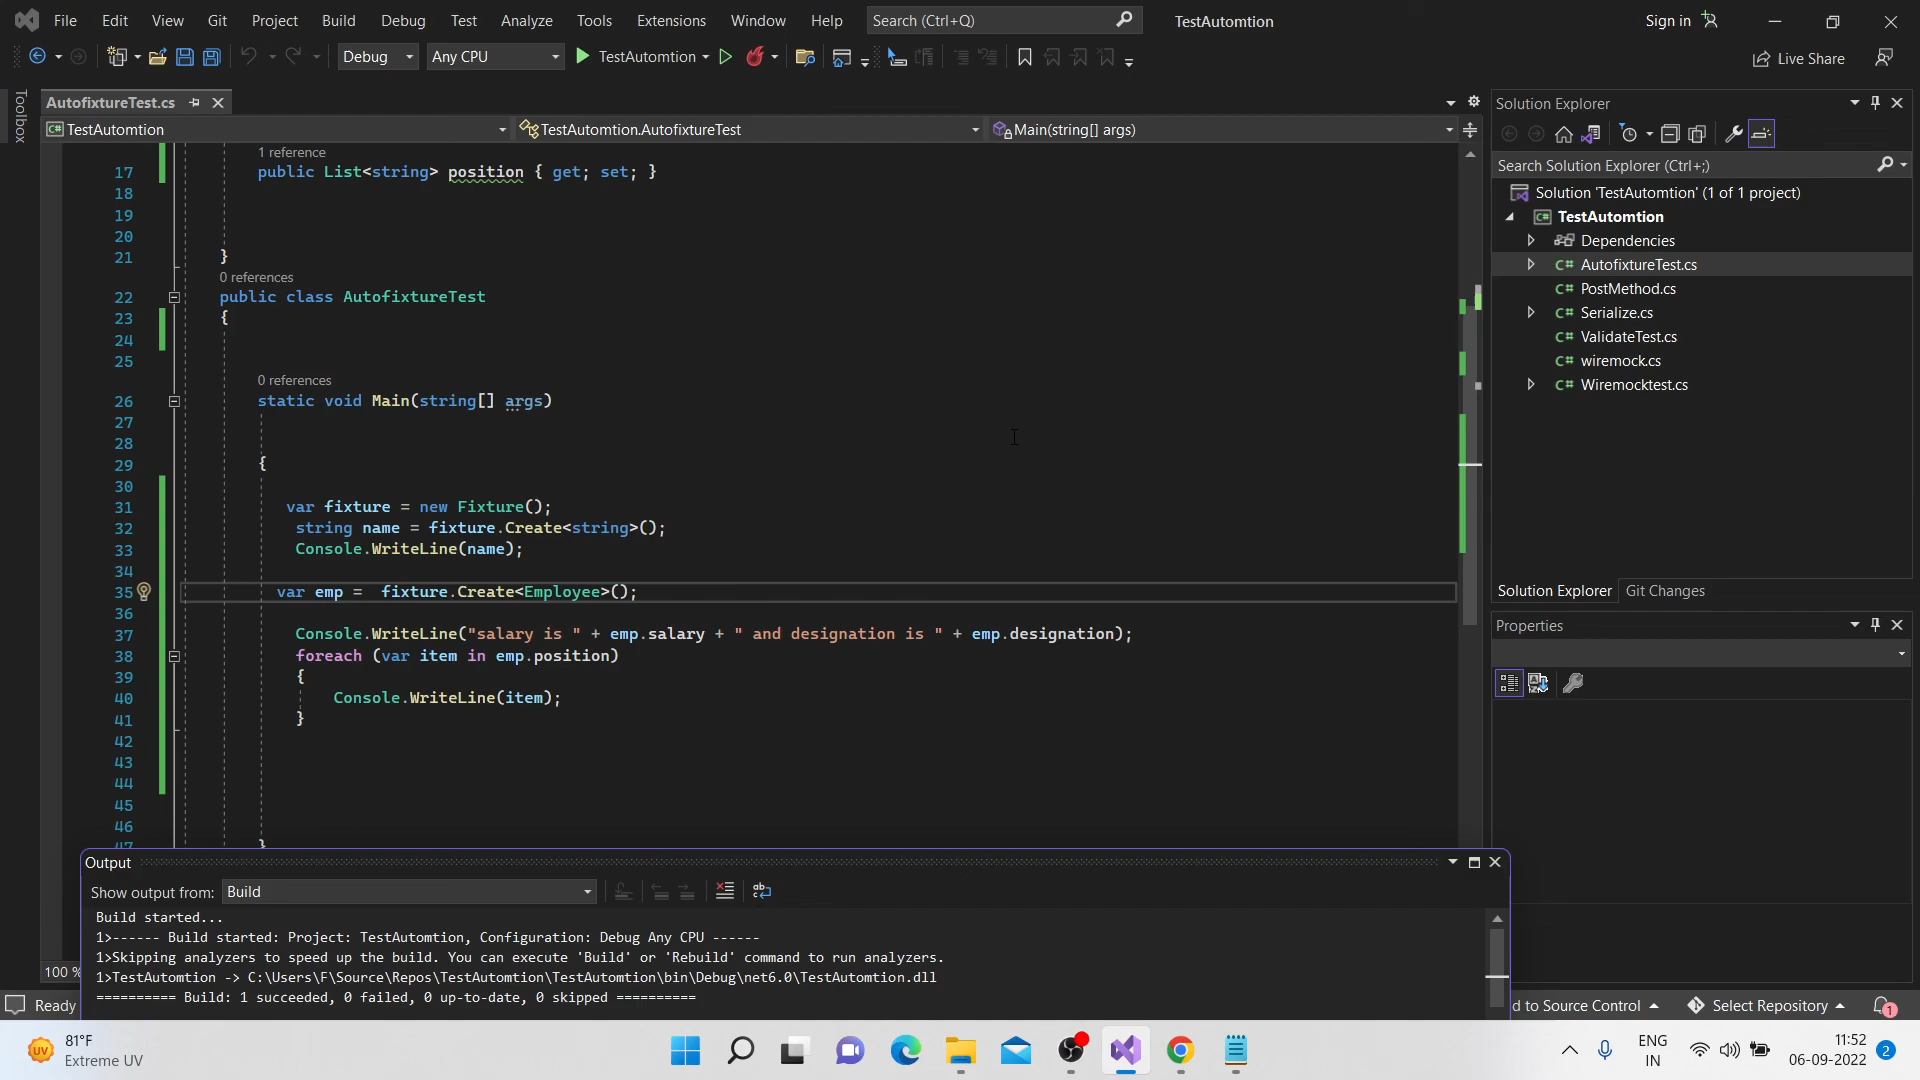 File Edit View Git Project Build Debug Test Analyze Tools Extensions Window Help Search (Ctrl+Q) TestAutomtion Sign in
Debug Any CPU TestAutomtion Live Share
Toolbox
AutofixtureTest.cs
TestAutomtion TestAutomtion.AutofixtureTest Main(string[] args)
1 reference
17 public List<string> position { get; set; }
18
19
20
21 }
0 references
22 public class AutofixtureTest
23 {
24
25
0 references
26 static void Main(string[] args)
27
28
29 {
30
31 var fixture = new Fixture();
32 string name = fixture.Create<string>();
33 Console.WriteLine(name);
34
35 var emp =  fixture.Create<Employee>();
36
37 Console.WriteLine("salary is " + emp.salary + " and designation is " + emp.designation);
38 foreach (var item in emp.position)
39 {
40 Console.WriteLine(item);
41 }
42
43
44
45
46
47 }
100 %
Solution Explorer
Search Solution Explorer (Ctrl+;)
Solution 'TestAutomtion' (1 of 1 project)
C# TestAutomtion
Dependencies
C# AutofixtureTest.cs
C# PostMethod.cs
C# Serialize.cs
C# ValidateTest.cs
C# wiremock.cs
C# Wiremocktest.cs
Solution Explorer Git Changes
Properties
Output
Show output from: Build
Build started...
1>------ Build started: Project: TestAutomtion, Configuration: Debug Any CPU ------
1>Skipping analyzers to speed up the build. You can execute 'Build' or 'Rebuild' command to run analyzers.
1>TestAutomtion -> C:\Users\F\Source\Repos\TestAutomtion\TestAutomtion\bin\Debug\net6.0\TestAutomtion.dll
========== Build: 1 succeeded, 0 failed, 0 up-to-date, 0 skipped ==========
Ready d to Source Control Select Repository 1
81°F
Extreme UV
UV
ENG
IN
11:52
06-09-2022
2